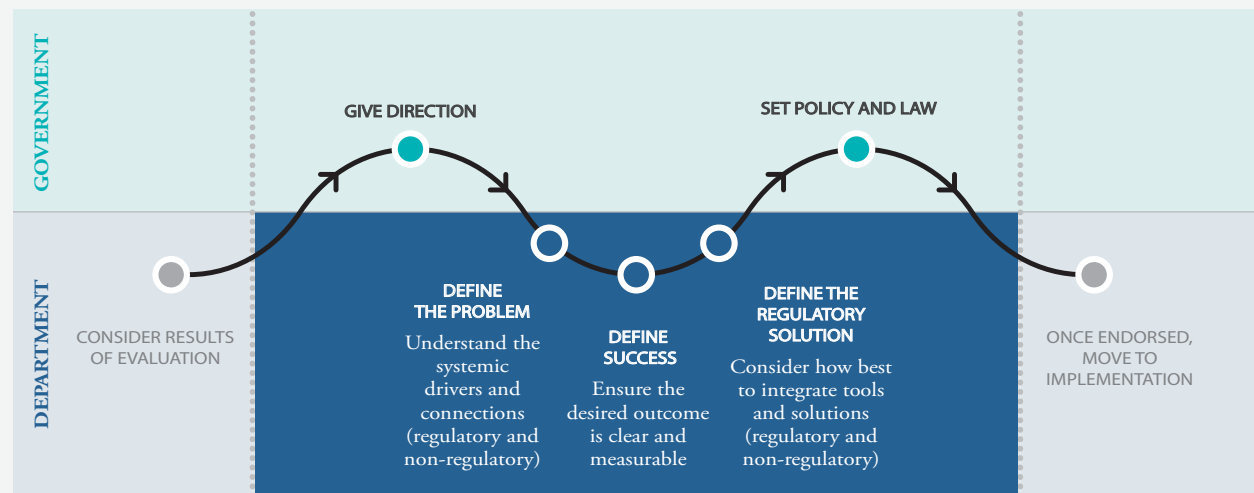 GOVERNMENT
DEPARTMENT
CONSIDER RESULTS
OF EVALUATION
GIVE DIRECTION
DEFINE
THE PROBLEM
Understand the
systemic
drivers and
connections
(regulatory and
non-regulatory)
DEFINE
SUCCESS
Ensure the
desired outcome
is clear and
measurable
DEFINE THE
REGULATORY
SOLUTION
Consider how best
to integrate tools
and solutions
(regulatory and
non-regulatory)
SET POLICY AND LAW
ONCE ENDORSED,
MOVE TO
IMPLEMENTATION